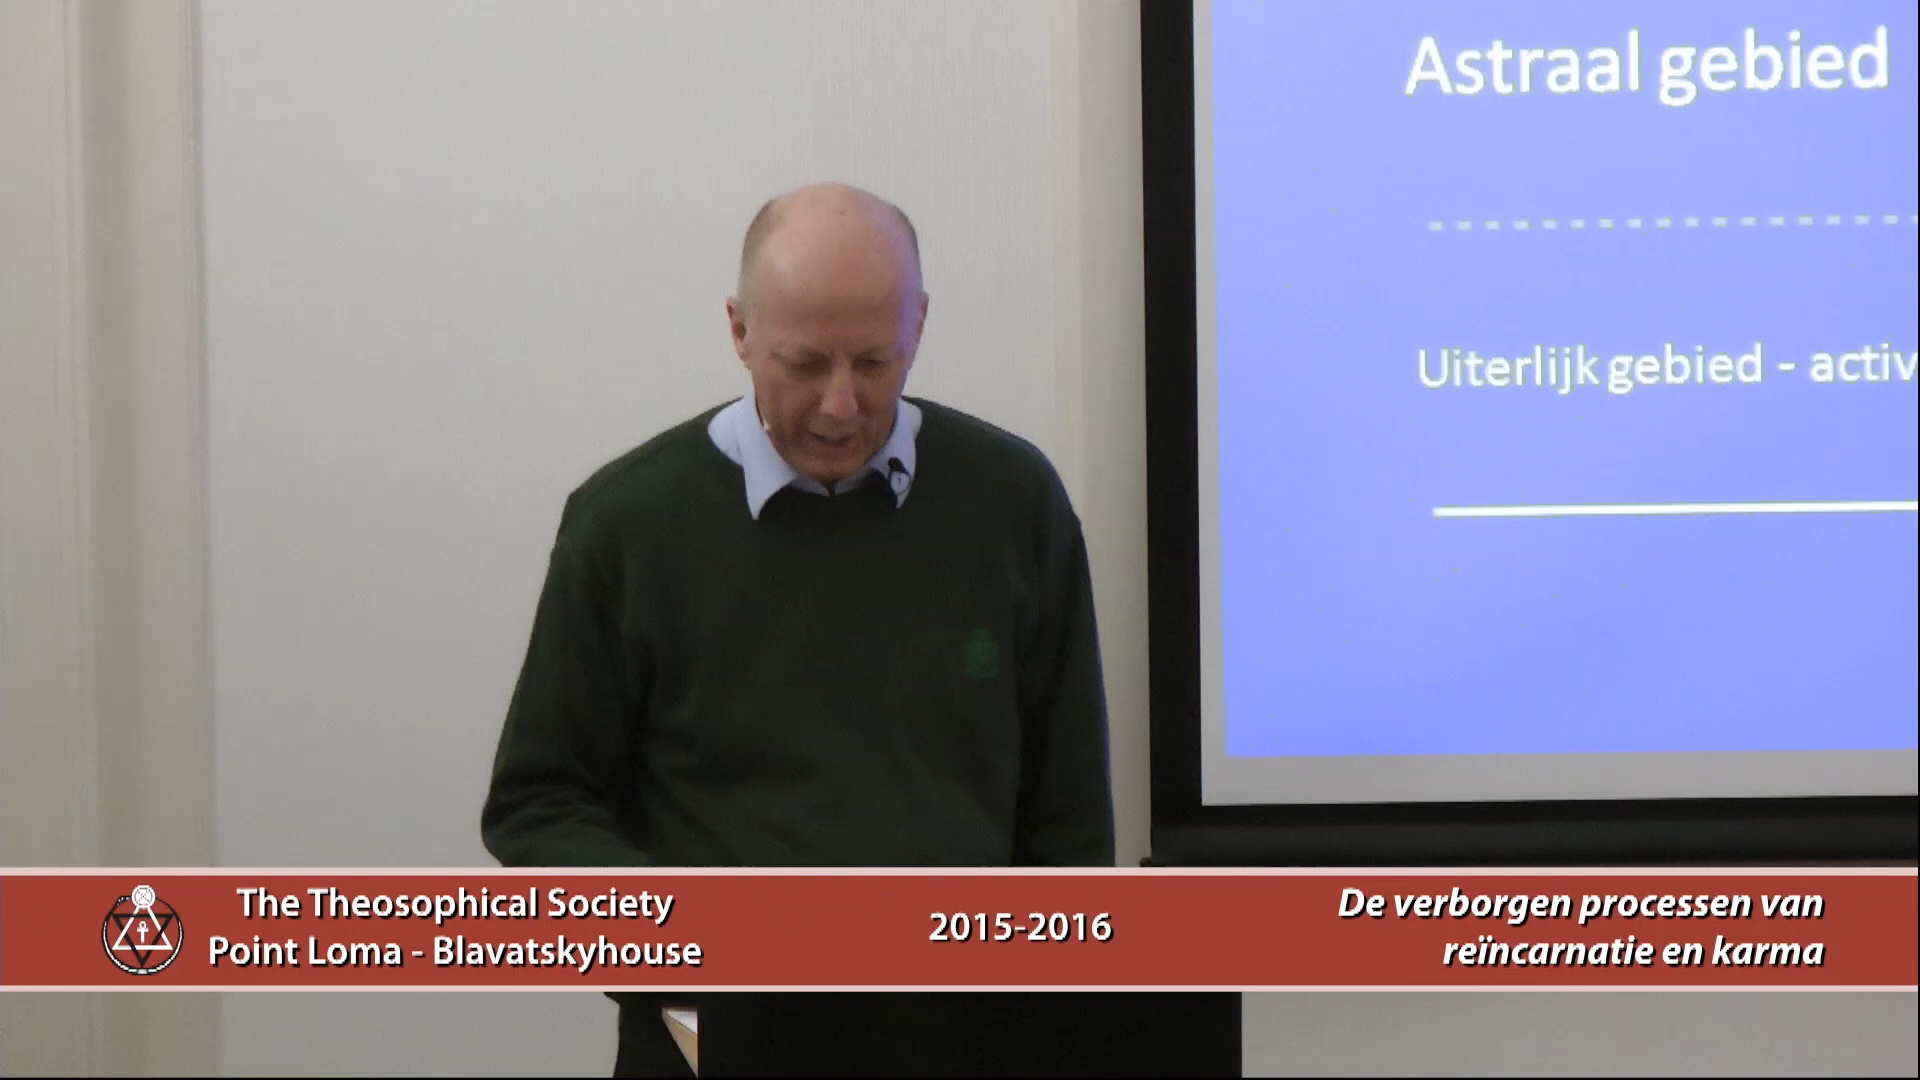 Astraal gebied
Uiterlijk gebied - activ
The Theosophical Society
Point Loma - Blavatskyhouse
2015-2016
De verborgen processen van
reïncarnatie en karma